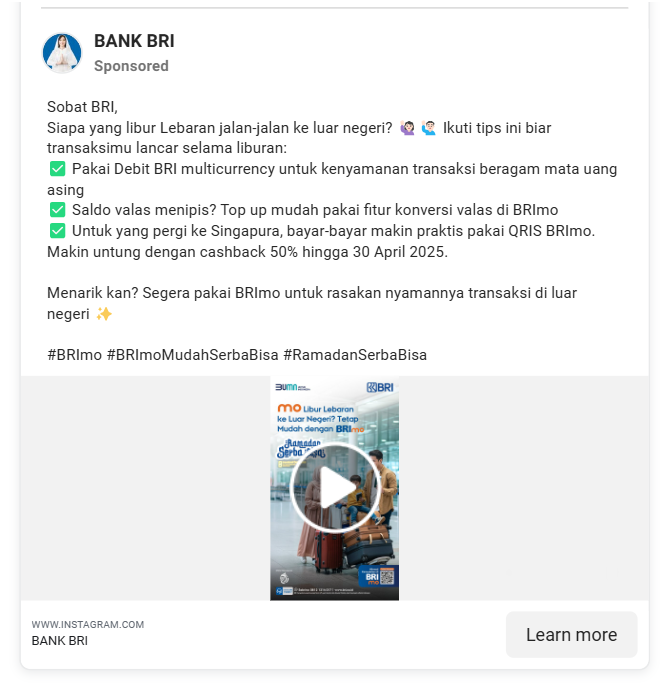 BANK BRI
Sponsored
Sobat BRI,
Siapa yang libur Lebaran jalan-jalan ke luar negeri? 🙋🏻‍♀️ 🙋🏻‍♂️ Ikuti tips ini biar
transaksimu lancar selama liburan:
✅ Pakai Debit BRI multicurrency untuk kenyamanan transaksi beragam mata uang
asing
✅ Saldo valas menipis? Top up mudah pakai fitur konversi valas di BRImo
✅ Untuk yang pergi ke Singapura, bayar-bayar makin praktis pakai QRIS BRImo.
Makin untung dengan cashback 50% hingga 30 April 2025.
Menarik kan? Segera pakai BRImo untuk rasakan nyamannya transaksi di luar
negeri ✨
#BRImo #BRImoMudahSerbaBisa #RamadanSerbaBisa
BUMN
BRI
mo Libur Lebaran
ke Luar Negeri? Tetap
Mudah dengan BRImo
Ramadan
Serba
BRI
mo
WWW.INSTAGRAM.COM
BANK BRI
Learn more